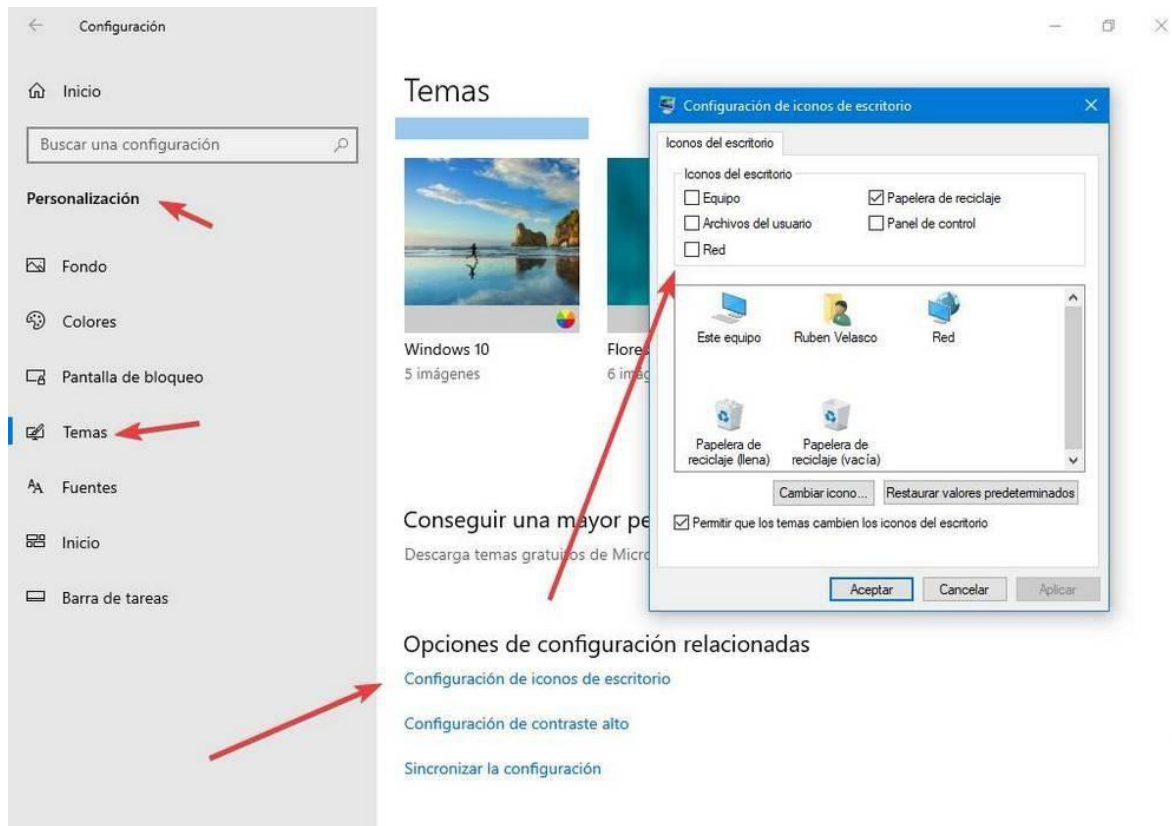 Configuración
Inicio
Buscar una configuración
Personalización
Fondo
Colores
Pantalla de bloqueo
Temas
Fuentes
Inicio
Barra de tareas
Temas
Windows 10
5 imágenes
Flores
6 imág
Conseguir una mayor pe
Descarga temas gratuitos de Micro
Opciones de configuración relacionadas
Configuración de iconos de escritorio
Configuración de contraste alto
Sincronizar la configuración
Configuración de iconos de escritorio
Iconos del escritorio
Iconos del escritorio
Equipo
Papelera de reciclaje
Archivos del usuario
Panel de control
Red
Este equipo
Ruben Velasco
Red
Papelera de
reciclaje (llena)
Papelera de
reciclaje (vacía)
Cambiar icono...
Restaurar valores predeterminados
Permitir que los temas cambien los iconos del escritorio
Aceptar
Cancelar
Aplicar